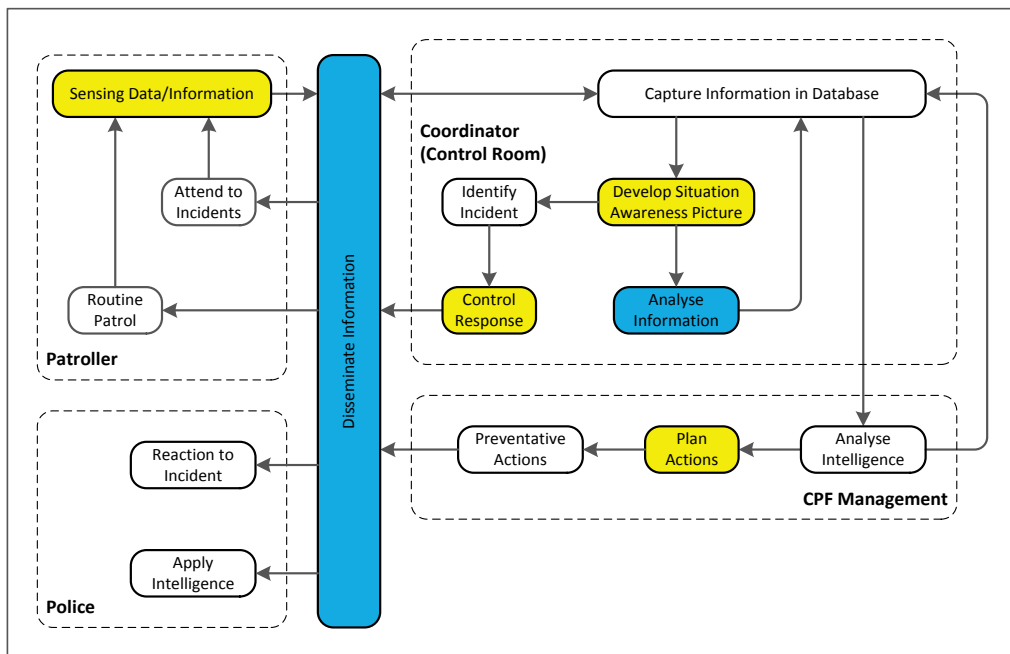 Sensing Data/Information
Attend to
Incidents
Routine
Patrol
Patroller
Disseminate Information
Capture Information in Database
Coordinator
(Control Room)
Identify
Incident
Develop Situation
Awareness Picture
Control
Response
Analyse
Information
Reaction to
Incident
Apply
Intelligence
Police
Preventative
Actions
Plan
Actions
Analyse
Intelligence
CPF Management